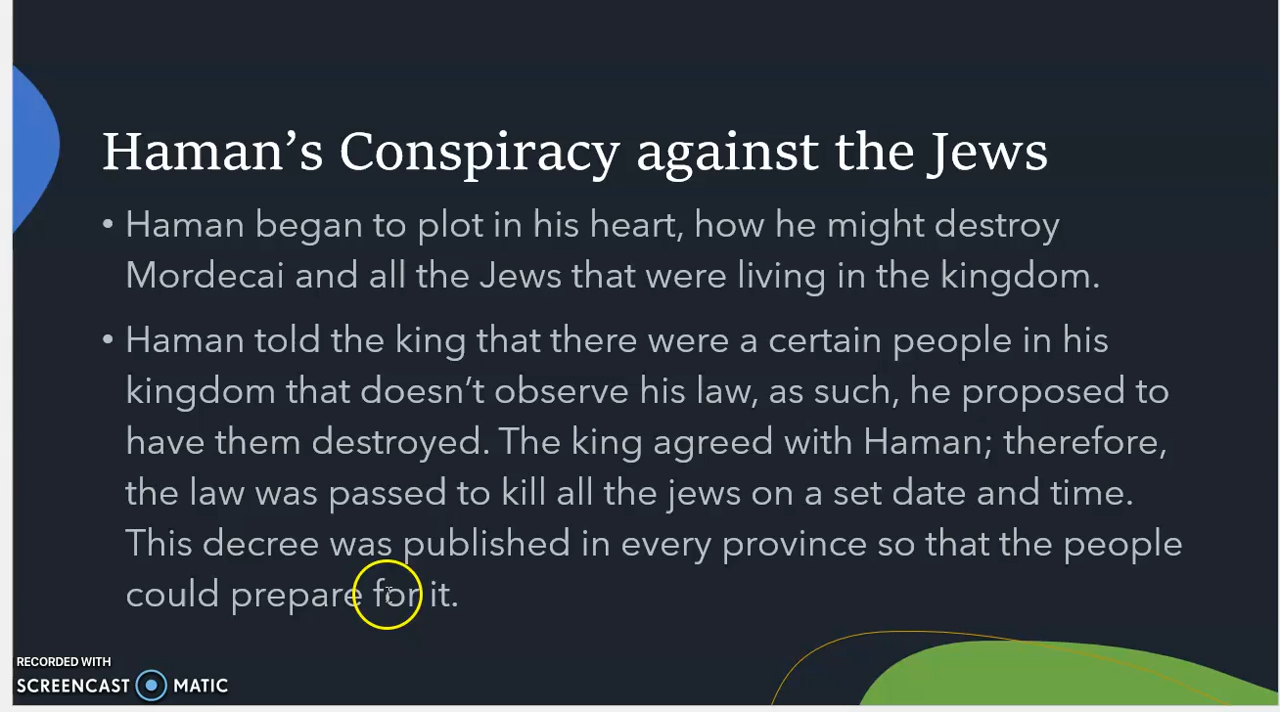 Haman’s Conspiracy against the Jews
• Haman began to plot in his heart, how he might destroy
Mordecai and all the Jews that were living in the kingdom.
• Haman told the king that there were a certain people in his
kingdom that doesn’t observe his law, as such, he proposed to
have them destroyed. The king agreed with Haman; therefore,
the law was passed to kill all the jews on a set date and time.
This decree was published in every province so that the people
could prepare for it.
RECORDED WITH
SCREENCAST MATIC